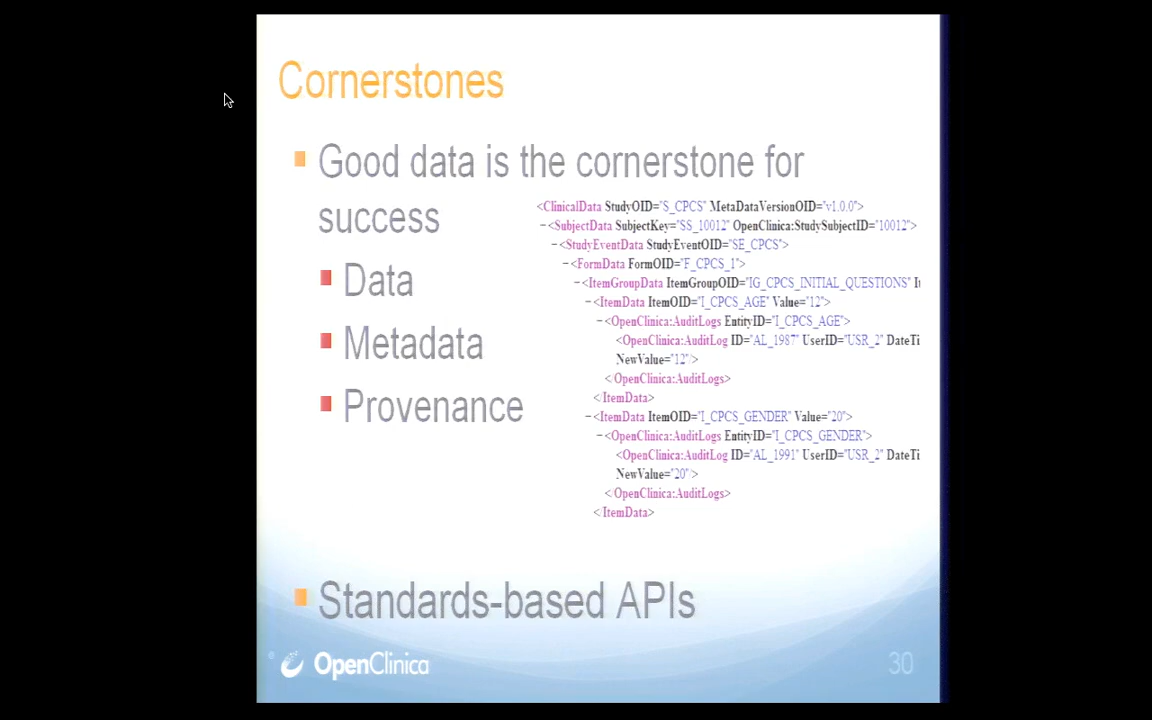 Cornerstones
Good data is the cornerstone for
success
Data
Metadata
Provenance
<ClinicalData StudyOID="S_CPCS" MetaDataVersionOID="v1.0.0">
−<SubjectData SubjectKey="SS_10012" OpenClinica:StudySubjectID="10012">
−<StudyEventData StudyEventOID="SE_CPCS">
−<FormData FormOID="F_CPCS_1">
−<ItemGroupData ItemGroupOID="IG_CPCS_INITIAL_QUESTIONS" It
−<ItemData ItemOID="I_CPCS_AGE" Value="12">
−<OpenClinica:AuditLogs EntityID="I_CPCS_AGE">
<OpenClinica:AuditLog ID="AL_1987" UserID="USR_2" DateTi
NewValue="12">
</OpenClinica:AuditLogs>
</ItemData>
−<ItemData ItemOID="I_CPCS_GENDER" Value="20">
−<OpenClinica:AuditLogs EntityID="I_CPCS_GENDER">
<OpenClinica:AuditLog ID="AL_1991" UserID="USR_2" DateTi
NewValue="20">
</OpenClinica:AuditLogs>
</ItemData>
Standards-based APIs
OpenClinica
30